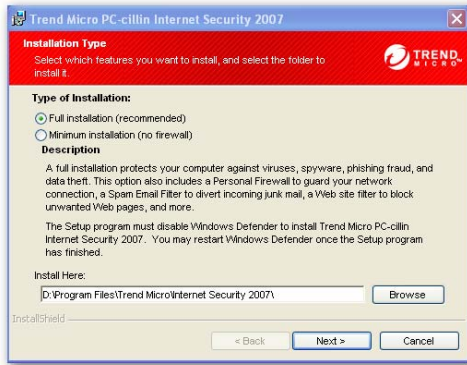 Trend Micro PC-cillin Internet Security 2007
Installation Type
Select which features you want to install, and select the folder to
install it.
TREND
MICRO
Type of Installation:
Full installation (recommended)
Minimum installation (no firewall)
Description
A full installation protects your computer against viruses, spyware, phishing fraud, and
data theft. This option also includes a Personal Firewall to guard your network
connection, a Spam Email Filter to divert incoming junk mail, a Web site filter to block
unwanted Web pages, and more.
The Setup program must disable Windows Defender to install Trend Micro PC-cillin
Internet Security 2007. You may restart Windows Defender once the Setup program
has finished.
Install Here:
D:\Program Files\Trend Micro\Internet Security 2007\
Browse
InstallShield
< Back
Next >
Cancel